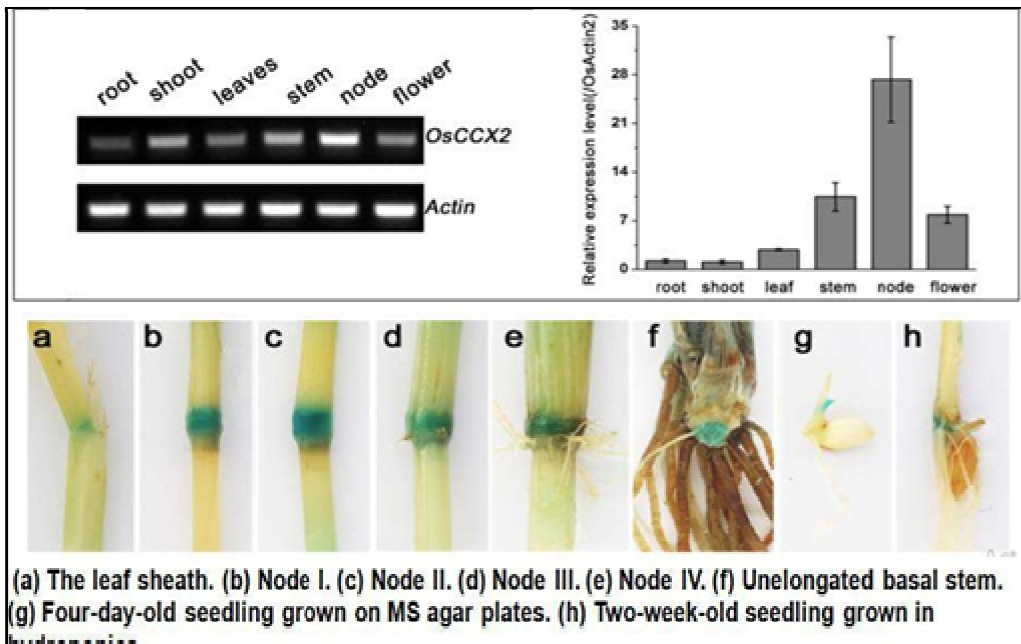 root shoot leaves stem node flower
OsCCX2
Actin
Relative expression level(/OsActin2)
35
28
21
14
7
0
root shoot leaf stem node flower
a b c d e f g h
(a) The leaf sheath. (b) Node I. (c) Node II. (d) Node III. (e) Node IV. (f) Unelongated basal stem.
(g) Four-day-old seedling grown on MS agar plates. (h) Two-week-old seedling grown in